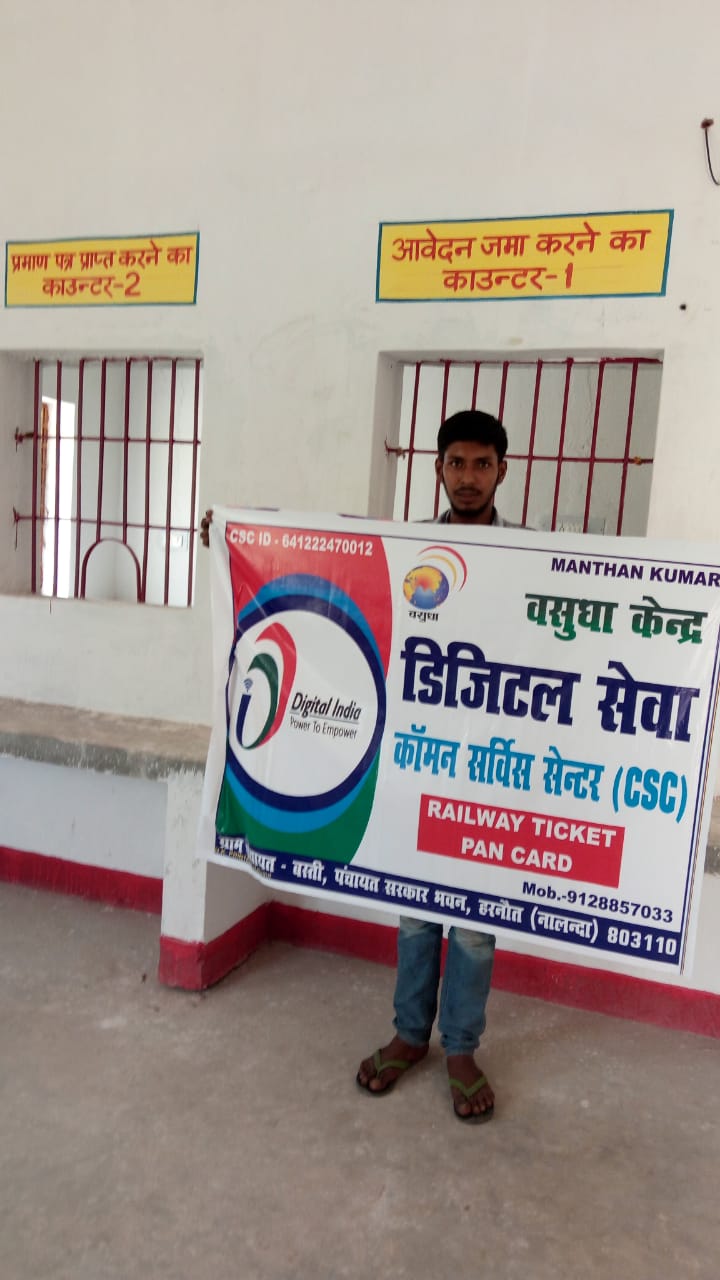 प्रमाण पत्र प्राप्त करने का
काउन्टर-2
आवेदन जमा करने का
काउन्टर-1
CSC ID - 641222470012
MANTHAN KUMAR
वसुधा
वसुधा केन्द्र
Digital India
Power To Empower
डिजिटल सेवा
कॉमन सर्विस सेन्टर (CSC)
RAILWAY TICKET
PAN CARD
Mob.-9128857033
ग्राम - वस्ती, पंचायत सरकार भवन, हरनौत (नालन्दा) 803110